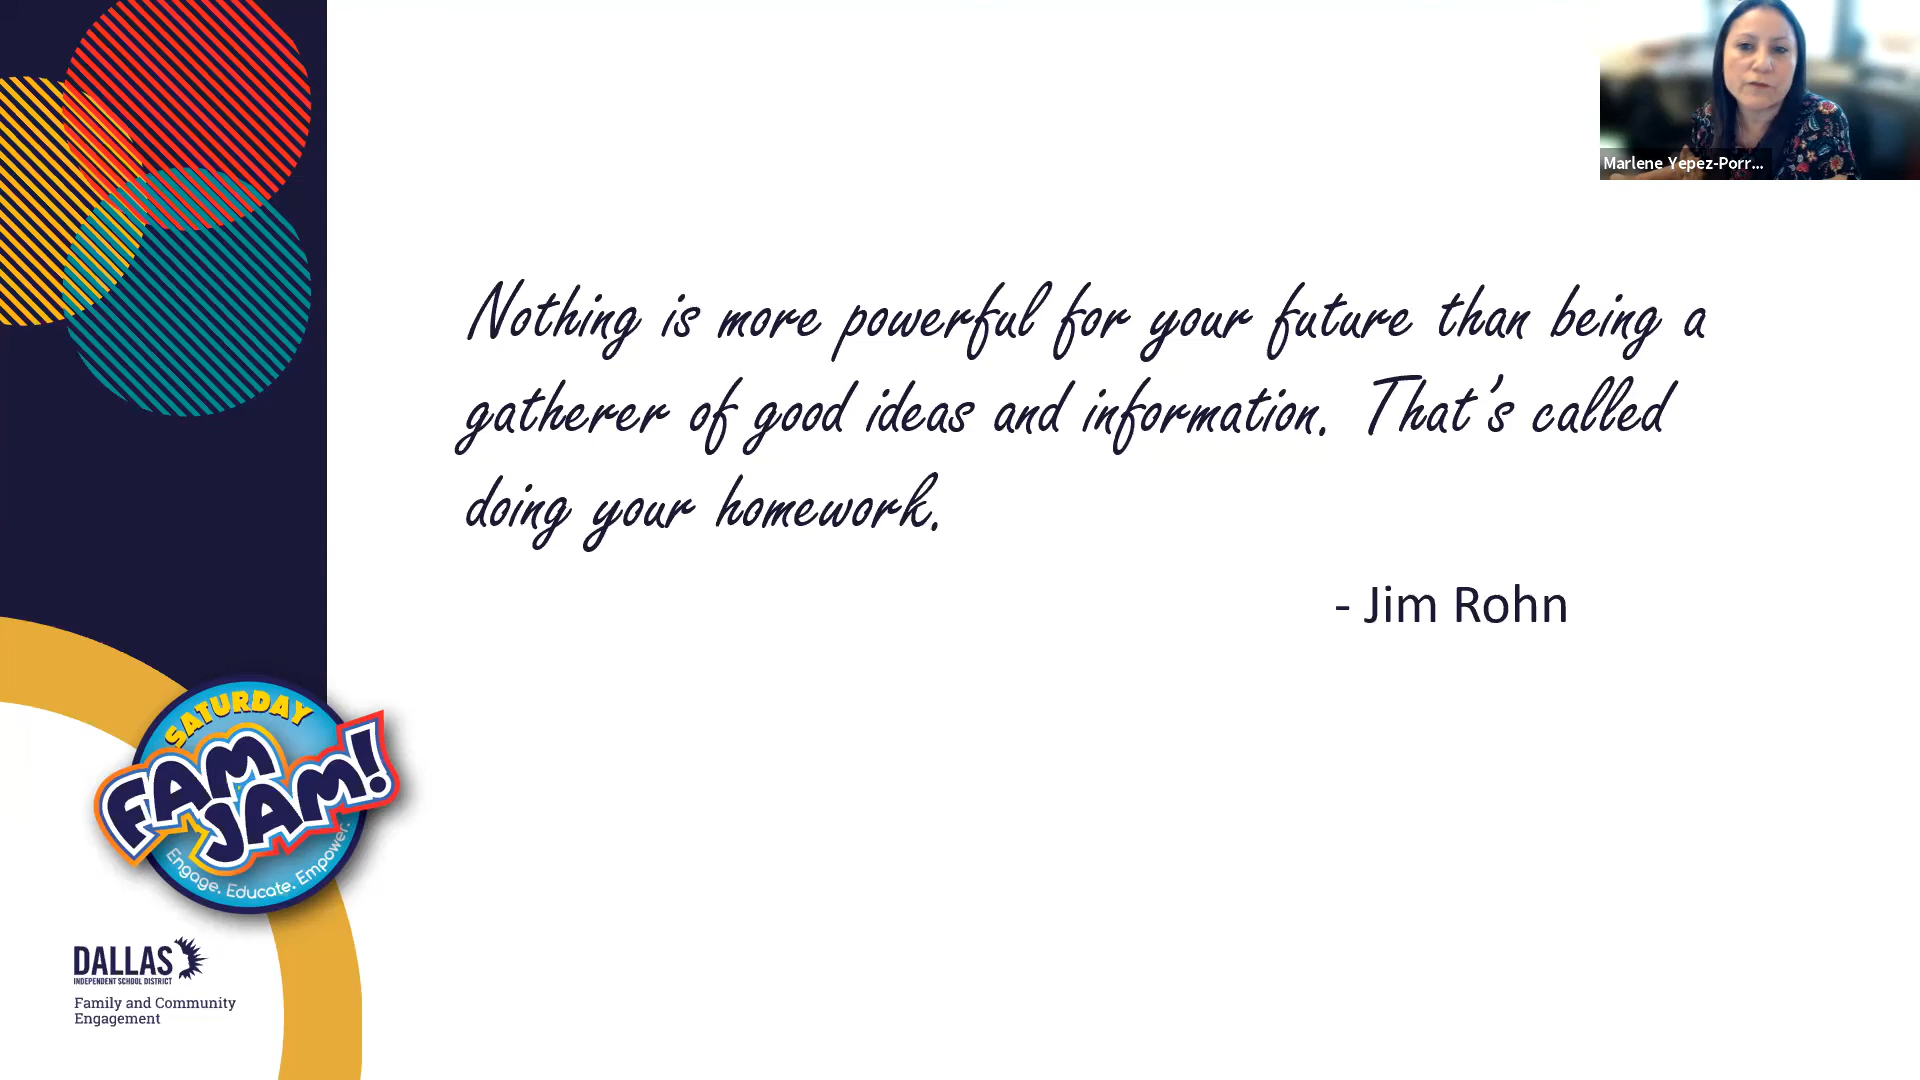 Marlene Yepez-Porr...
Nothing is more powerful for your future than being a
gatherer of good ideas and information. That's called
doing your homework.
- Jim Rohn
SATURDAY
FAM
JAM!
Engage. Educate. Empower.
DALLAS
INDEPENDENT SCHOOL DISTRICT
Family and Community
Engagement